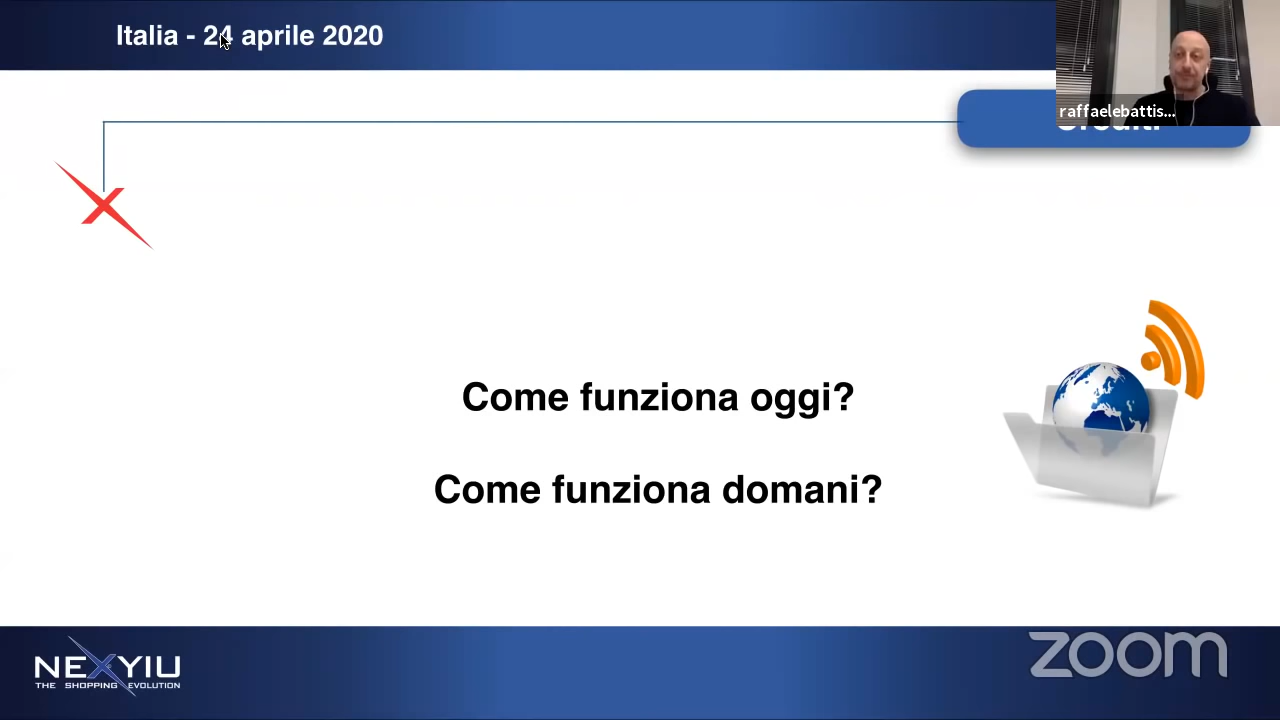 Italia - 24 aprile 2020
raffaelebattis...
Come funziona oggi?
Come funziona domani?
NEXYIU
THE SHOPPING EVOLUTION
zoom